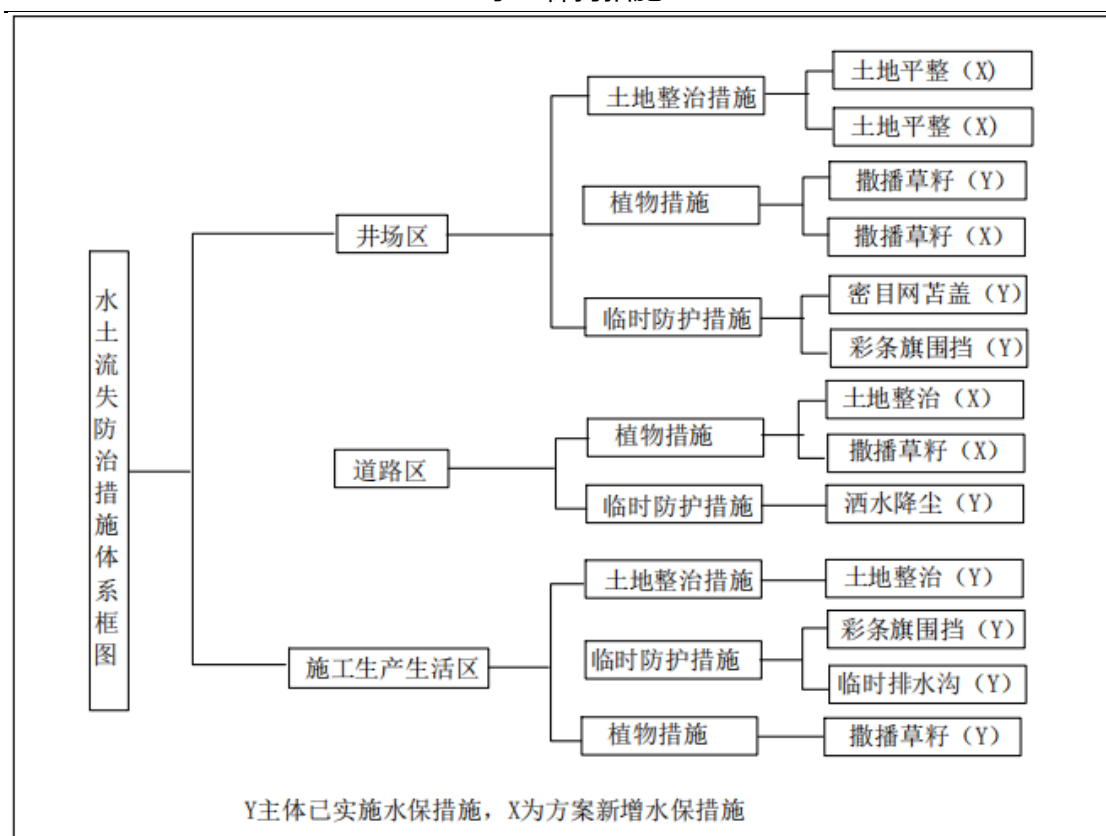 水土流失防治措施体系框图
井场区
土地整治措施
土地平整（X）
土地平整（X）
植物措施
撒播草籽（Y）
撒播草籽（X）
临时防护措施
密目网苫盖（Y）
彩条旗围挡（Y）
道路区
植物措施
土地整治（X）
撒播草籽（X）
临时防护措施
洒水降尘（Y）
施工生产生活区
土地整治措施
土地整治（Y）
临时防护措施
彩条旗围挡（Y）
临时排水沟（Y）
植物措施
撒播草籽（Y）
Y主体已实施水保措施，X为方案新增水保措施